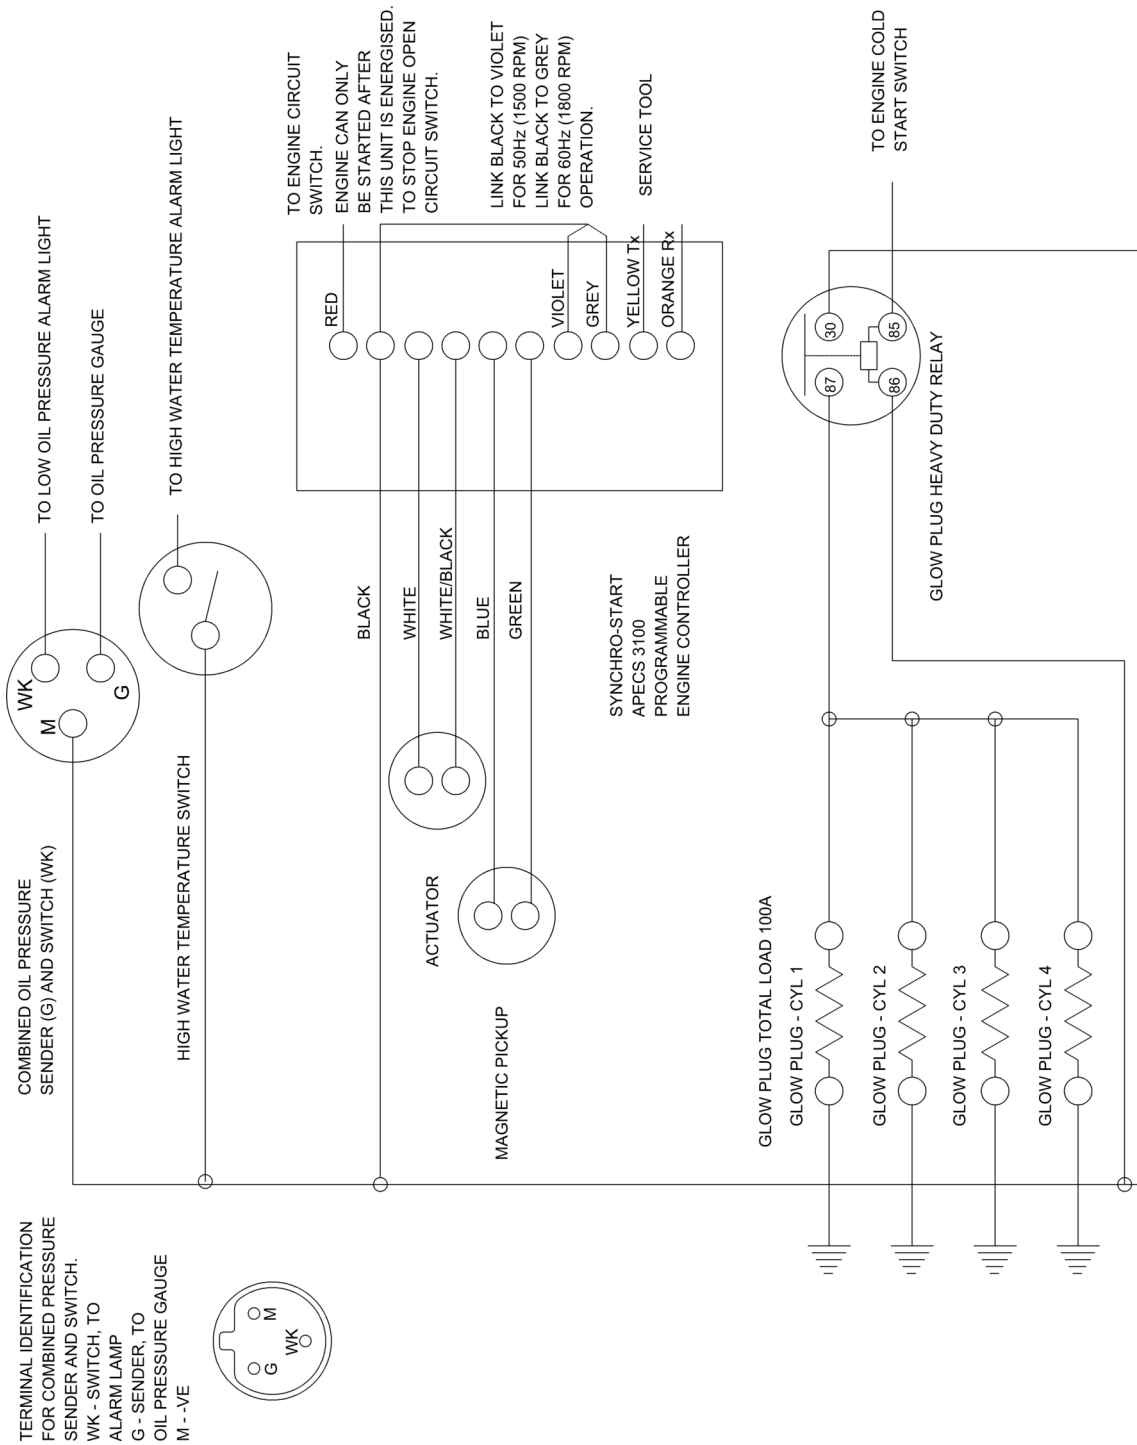 TERMINAL IDENTIFICATION
FOR COMBINED PRESSURE
SENDER AND SWITCH.
WK - SWITCH, TO
ALARM LAMP
G - SENDER, TO
OIL PRESSURE GAUGE
M - -VE
G
WK
M
COMBINED OIL PRESSURE
SENDER (G) AND SWITCH (WK)
M
WK
G
TO LOW OIL PRESSURE ALARM LIGHT
TO OIL PRESSURE GAUGE
HIGH WATER TEMPERATURE SWITCH
TO HIGH WATER TEMPERATURE ALARM LIGHT
ACTUATOR
MAGNETIC PICKUP
BLACK
WHITE
WHITE/BLACK
BLUE
GREEN
SYNCHRO-START
APECS 3100
PROGRAMMABLE
ENGINE CONTROLLER
RED
VIOLET
GREY
YELLOW Tx
ORANGE Rx
TO ENGINE CIRCUIT
SWITCH.
ENGINE CAN ONLY
BE STARTED AFTER
THIS UNIT IS ENERGISED.
TO STOP ENGINE OPEN
CIRCUIT SWITCH.
LINK BLACK TO VIOLET
FOR 50Hz (1500 RPM)
LINK BLACK TO GREY
FOR 60Hz (1800 RPM)
OPERATION.
SERVICE TOOL
GLOW PLUG TOTAL LOAD 100A
GLOW PLUG - CYL 1
GLOW PLUG - CYL 2
GLOW PLUG - CYL 3
GLOW PLUG - CYL 4
87
30
86
85
GLOW PLUG HEAVY DUTY RELAY
TO ENGINE COLD
START SWITCH